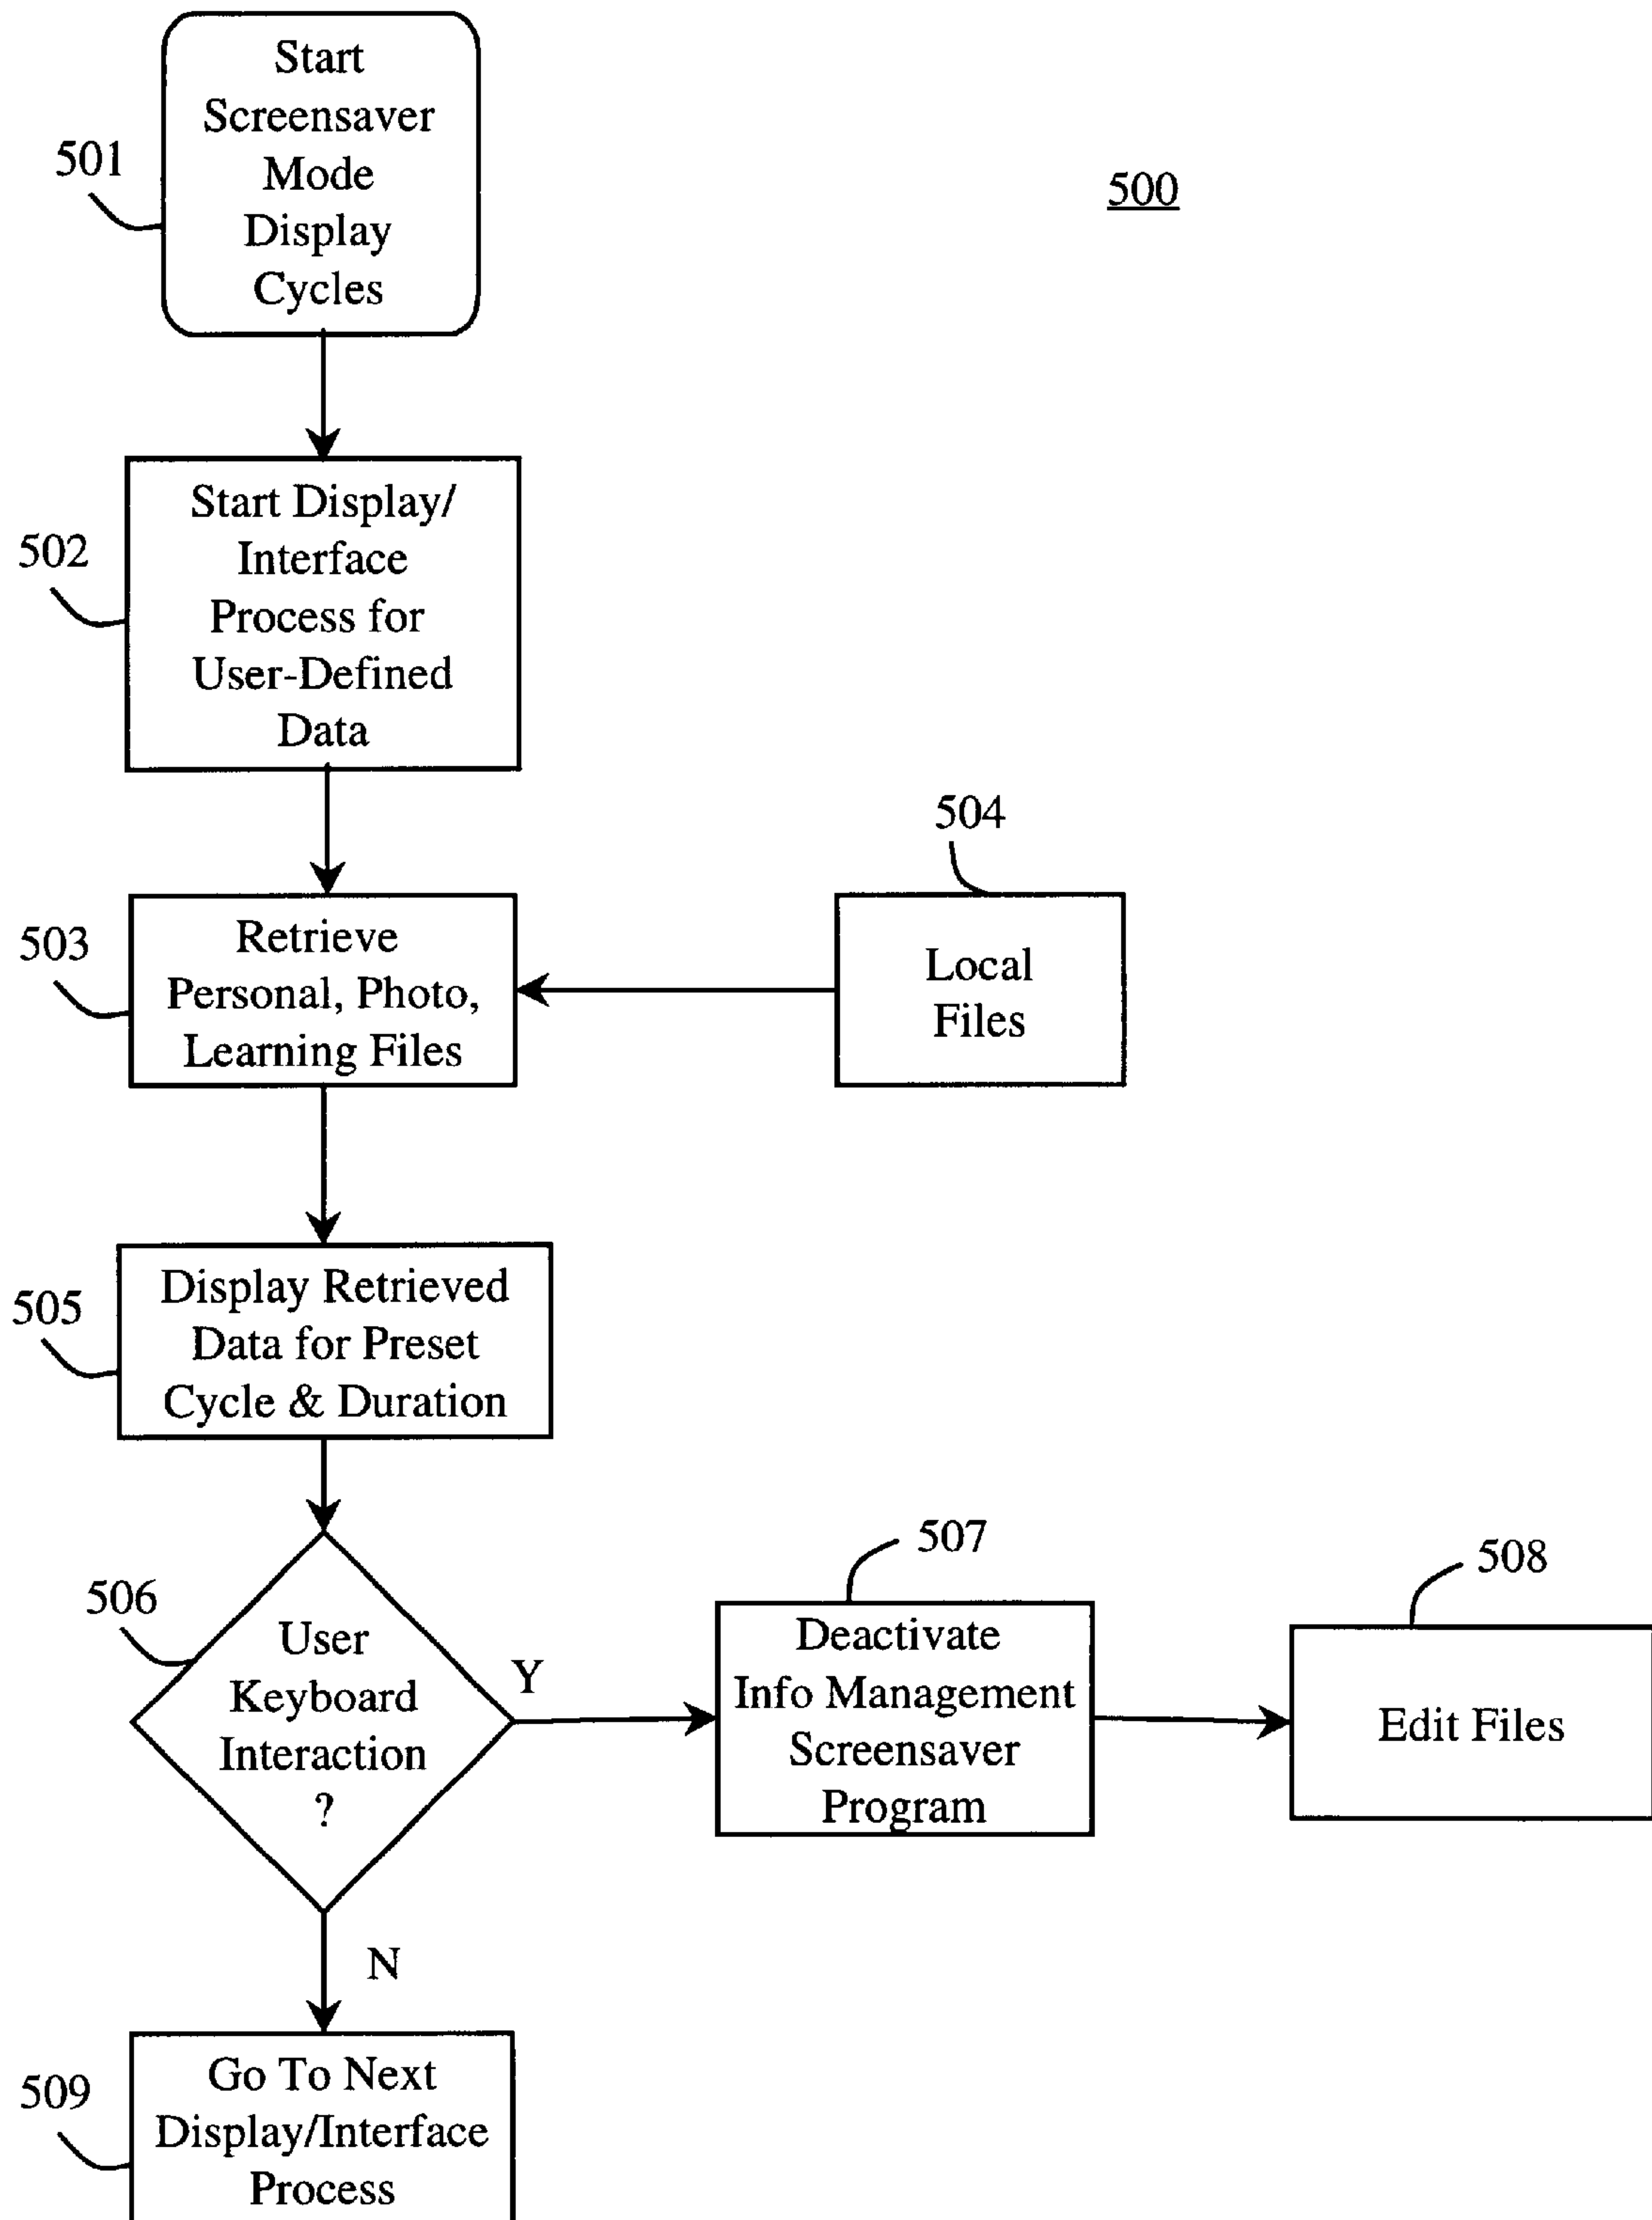 Start
Screensaver
Mode
Display
Cycles
501
500
Start Display/
Interface
Process for
User-Defined
Data
502
504
Retrieve
Personal, Photo,
Learning Files
503
Local
Files
Display Retrieved
Data for Preset
Cycle & Duration
505
506
User
Keyboard
Interaction
?
Y
507
Deactivate
Info Management
Screensaver
Program
508
Edit Files
N
509
Go To Next
Display/Interface
Process